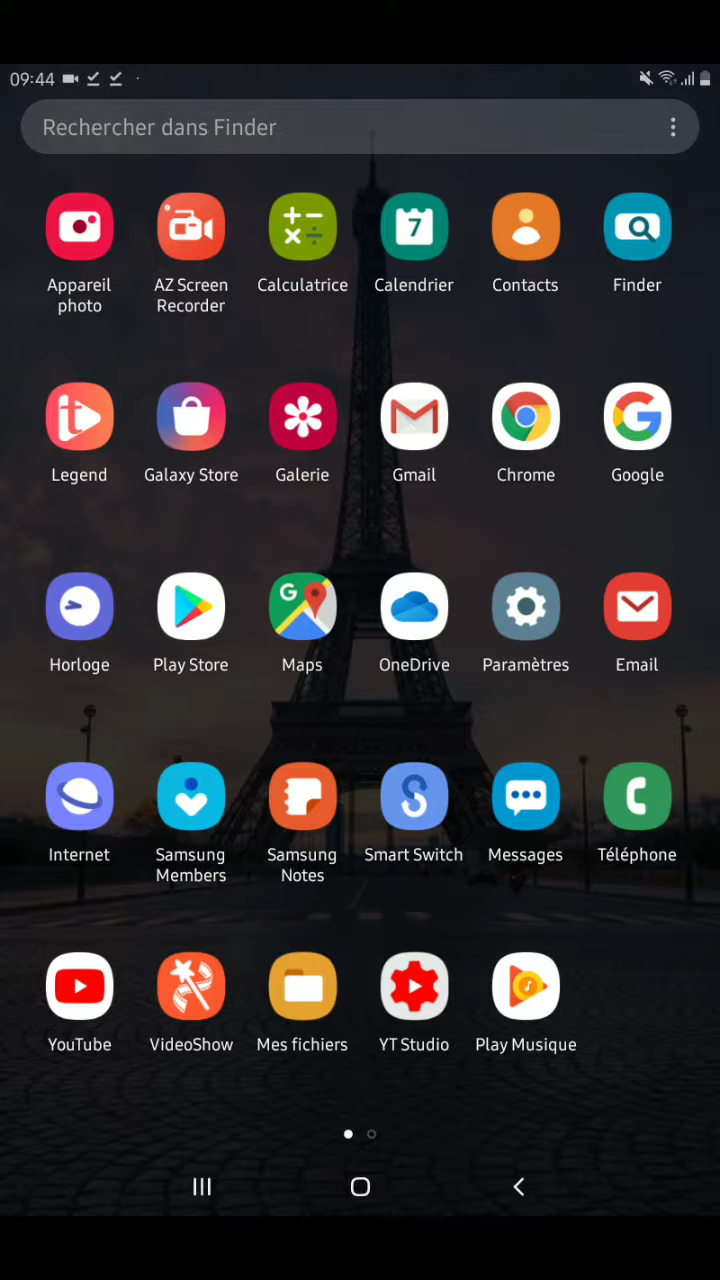 09:44
Rechercher dans Finder
7
Appareil photo
AZ Screen Recorder
Calculatrice
Calendrier
Contacts
Finder
Legend
Galaxy Store
Galerie
Gmail
Chrome
Google
G
Horloge
Play Store
Maps
OneDrive
Paramètres
Email
Internet
Samsung Members
Samsung Notes
Smart Switch
Messages
Téléphone
YouTube
VideoShow
Mes fichiers
YT Studio
Play Musique